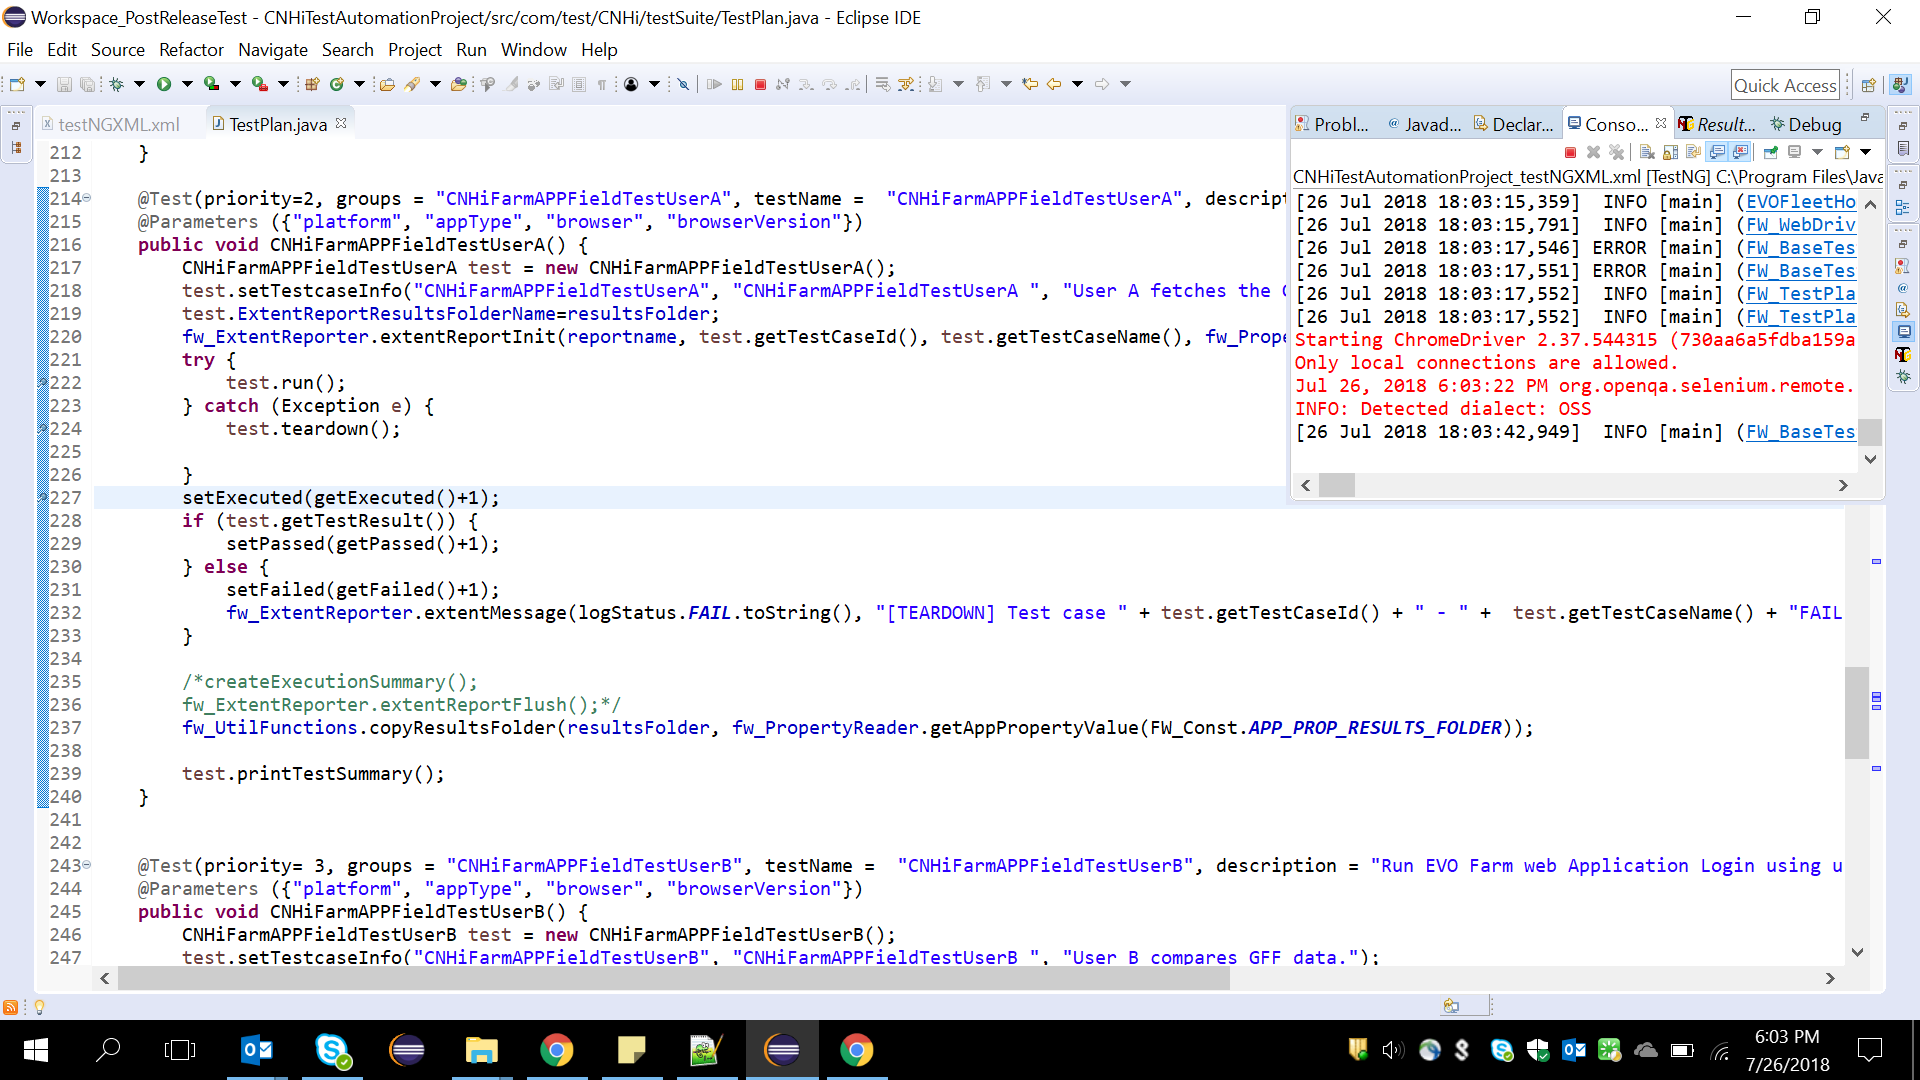 Workspace_PostReleaseTest - CNHiTestAutomationProject/src/com/test/CNHi/testSuite/TestPlan.java - Eclipse IDE
File Edit Source Refactor Navigate Search Project Run Window Help
Quick Access
testNGXML.xml TestPlan.java
212 }
213
214 @Test(priority=2, groups = "CNHiFarmAPPFieldTestUserA", testName = "CNHiFarmAPPFieldTestUserA", descript
215 @Parameters ({"platform", "appType", "browser", "browserVersion"})
216 public void CNHiFarmAPPFieldTestUserA() {
217 CNHiFarmAPPFieldTestUserA test = new CNHiFarmAPPFieldTestUserA();
218 test.setTestcaseInfo("CNHiFarmAPPFieldTestUserA", "CNHiFarmAPPFieldTestUserA ", "User A fetches the
219 test.ExtentReportResultsFolderName=resultsFolder;
220 fw_ExtentReporter.extentReportInit(reportname, test.getTestCaseId(), test.getTestCaseName(), fw_Prope
221 try {
222 test.run();
223 } catch (Exception e) {
224 test.teardown();
225
226 }
227 setExecuted(getExecuted()+1);
228 if (test.getTestResult()) {
229 setPassed(getPassed()+1);
230 } else {
231 setFailed(getFailed()+1);
232 fw_ExtentReporter.extentMessage(logStatus.FAIL.toString(), "[TEARDOWN] Test case " + test.getTestCaseId() + " - " + test.getTestCaseName() + "FAIL
233 }
234
235 /*createExecutionSummary();
236 fw_ExtentReporter.extentReportFlush();*/
237 fw_UtilFunctions.copyResultsFolder(resultsFolder, fw_PropertyReader.getAppPropertyValue(FW_Const.APP_PROP_RESULTS_FOLDER));
238
239 test.printTestSummary();
240 }
241
242
243 @Test(priority= 3, groups = "CNHiFarmAPPFieldTestUserB", testName = "CNHiFarmAPPFieldTestUserB", description = "Run EVO Farm web Application Login using u
244 @Parameters ({"platform", "appType", "browser", "browserVersion"})
245 public void CNHiFarmAPPFieldTestUserB() {
246 CNHiFarmAPPFieldTestUserB test = new CNHiFarmAPPFieldTestUserB();
247 test.setTestcaseInfo("CNHiFarmAPPFieldTestUserB", "CNHiFarmAPPFieldTestUserB ", "User B compares GFF data.");
Probl... Javad... Declar... Conso... Result... Debug
CNHiTestAutomationProject_testNGXML.xml [TestNG] C:\Program Files\Java
[26 Jul 2018 18:03:15,359] INFO [main] (EVOFleetHo
[26 Jul 2018 18:03:15,791] INFO [main] (FW_WebDriv
[26 Jul 2018 18:03:17,546] ERROR [main] (FW_BaseTes
[26 Jul 2018 18:03:17,551] ERROR [main] (FW_BaseTes
[26 Jul 2018 18:03:17,552] INFO [main] (FW_TestPla
[26 Jul 2018 18:03:17,552] INFO [main] (FW_TestPla
Starting ChromeDriver 2.37.544315 (730aa6a5fdba159a
Only local connections are allowed.
Jul 26, 2018 6:03:22 PM org.openqa.selenium.remote.
INFO: Detected dialect: OSS
[26 Jul 2018 18:03:42,949] INFO [main] (FW_BaseTes
6:03 PM
7/26/2018